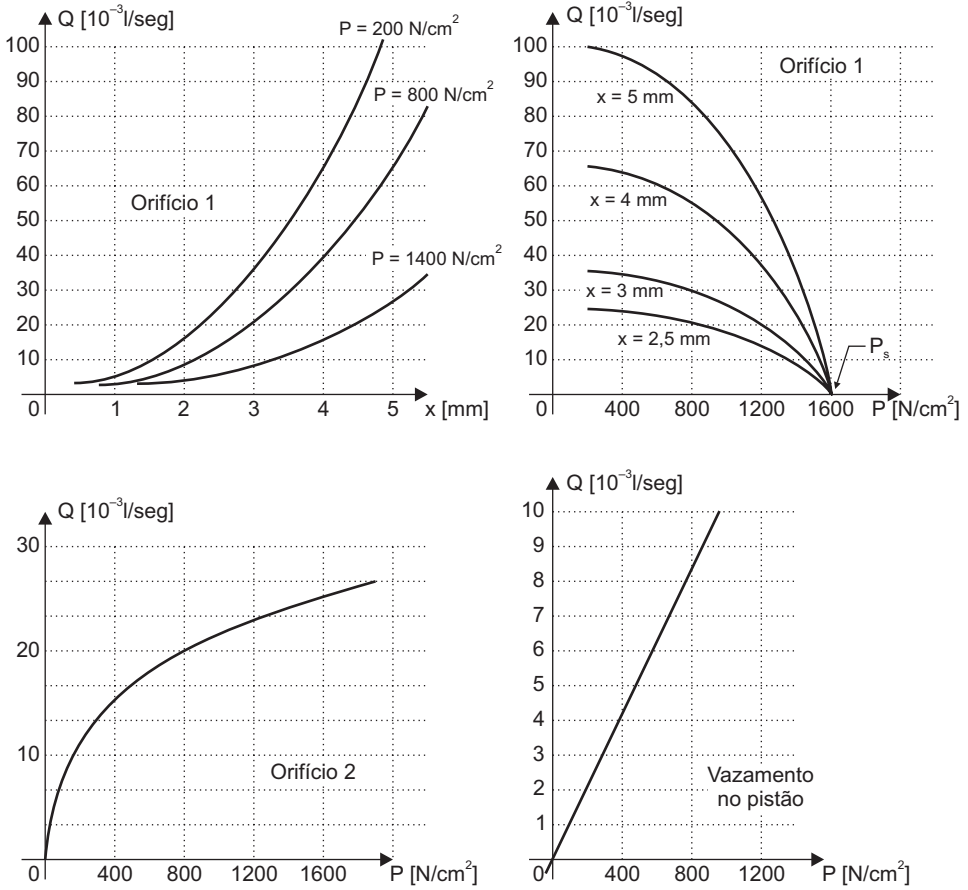 Q [10⁻³l/seg]
100
90
80
70
60
50
40
30
20
10
0
1
2
3
4
5
x [mm]
P = 200 N/cm²
P = 800 N/cm²
P = 1400 N/cm²
Orifício 1
Q [10⁻³l/seg]
100
90
80
70
60
50
40
30
20
10
0
400
800
1200
1600
P [N/cm²]
Orifício 1
x = 5 mm
x = 4 mm
x = 3 mm
x = 2,5 mm
Pₛ
Q [10⁻³l/seg]
30
20
10
0
400
800
1200
1600
P [N/cm²]
Orifício 2
Q [10⁻³l/seg]
10
9
8
7
6
5
4
3
2
1
0
400
800
1200
P [N/cm²]
Vazamento
no pistão